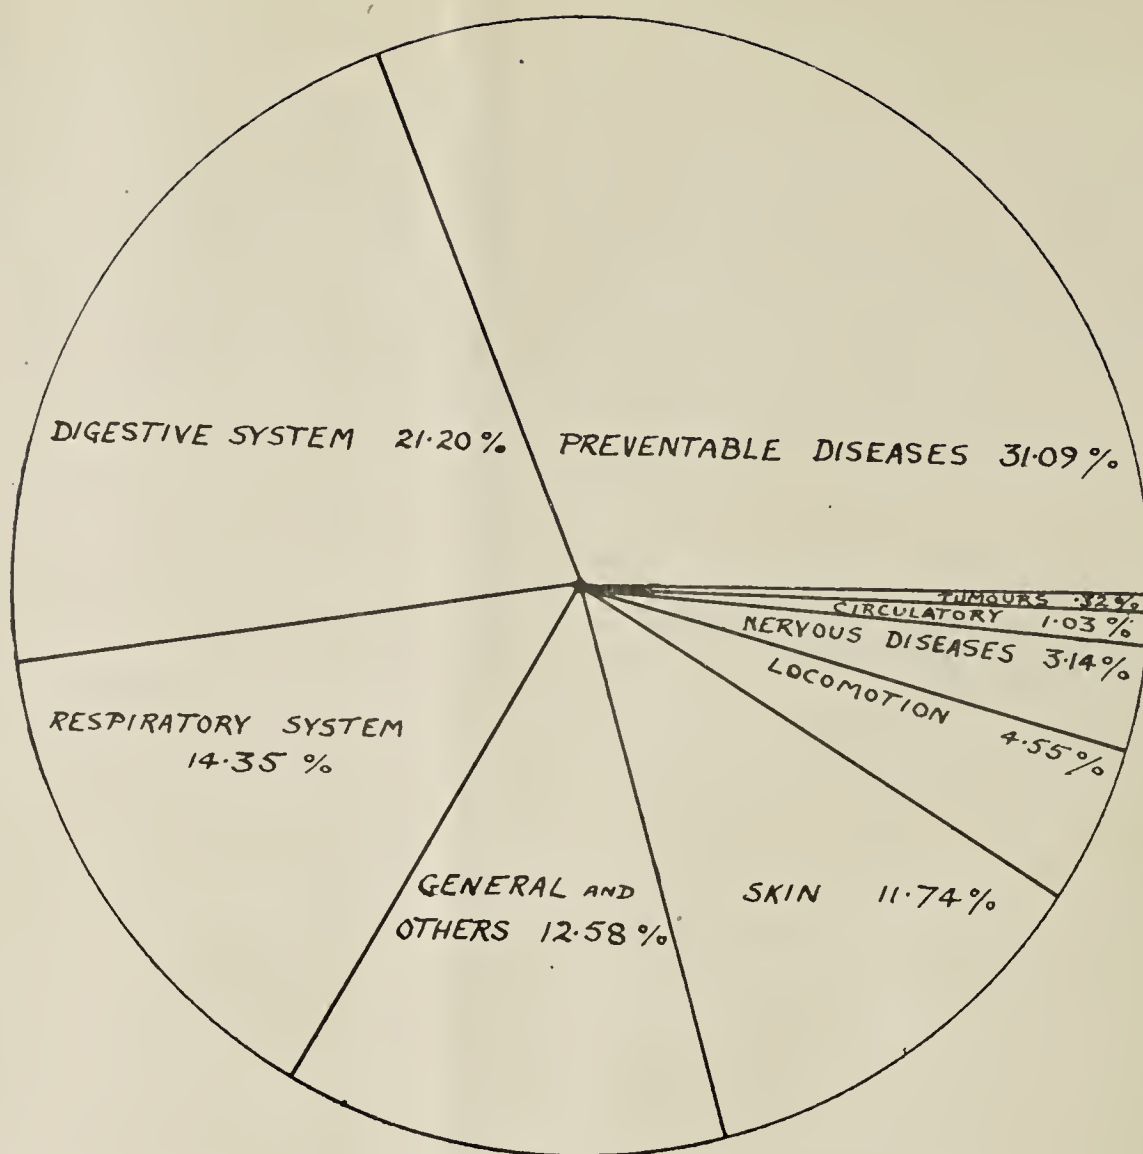 DIGESTIVE SYSTEM 21·20%
PREVENTABLE DISEASES 31·09%
TUMOURS ·32%
CIRCULATORY 1·03%
NERVOUS DISEASES 3·14%
LOCOMOTION 4·55%
RESPIRATORY SYSTEM
14·35%
GENERAL AND
OTHERS 12·58%
SKIN 11·74%